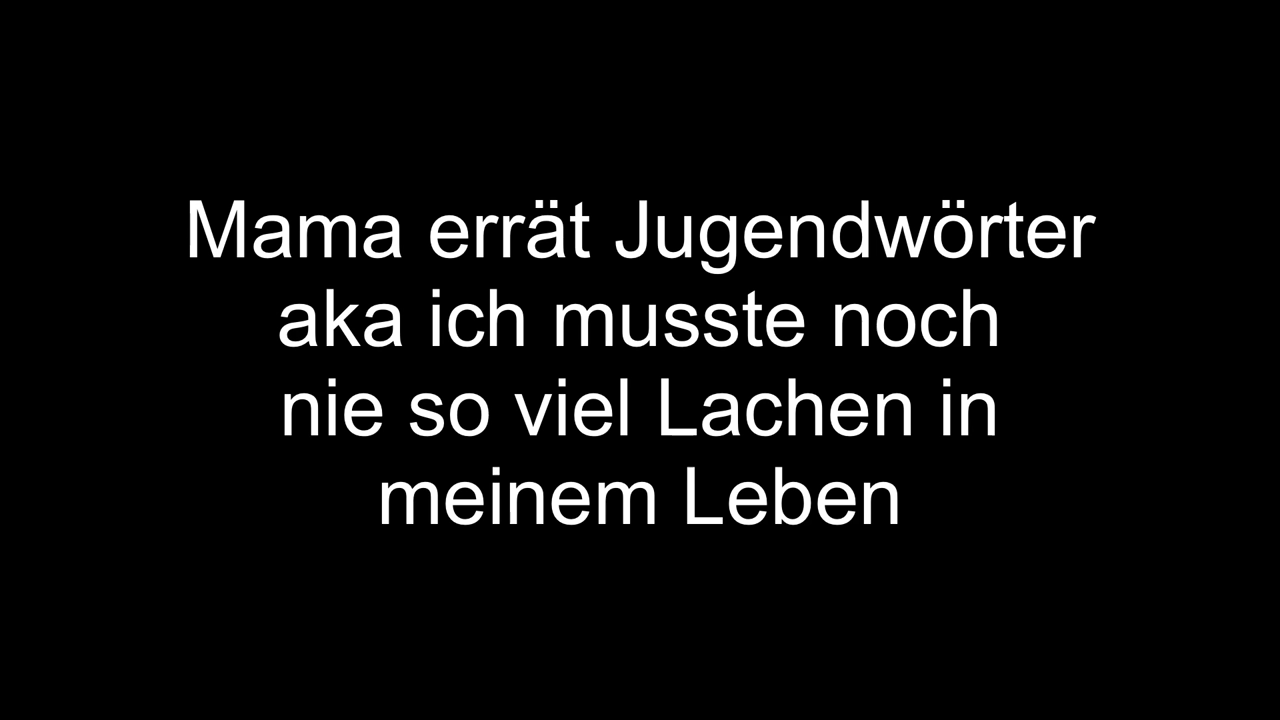 Mama errät Jugendwörter
aka ich musste noch
nie so viel Lachen in
meinem Leben